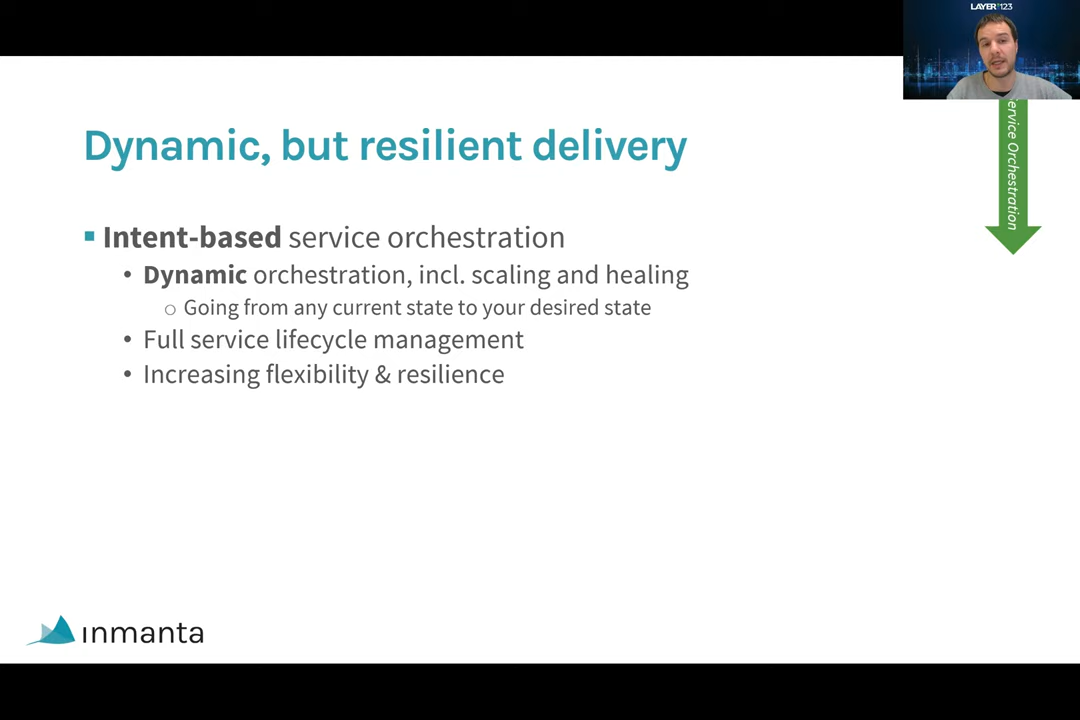 LAYER123
Dynamic, but resilient delivery
ervice Orchestration
Intent-based service orchestration
Dynamic orchestration, incl. scaling and healing
Going from any current state to your desired state
Full service lifecycle management
Increasing flexibility & resilience
inmanta